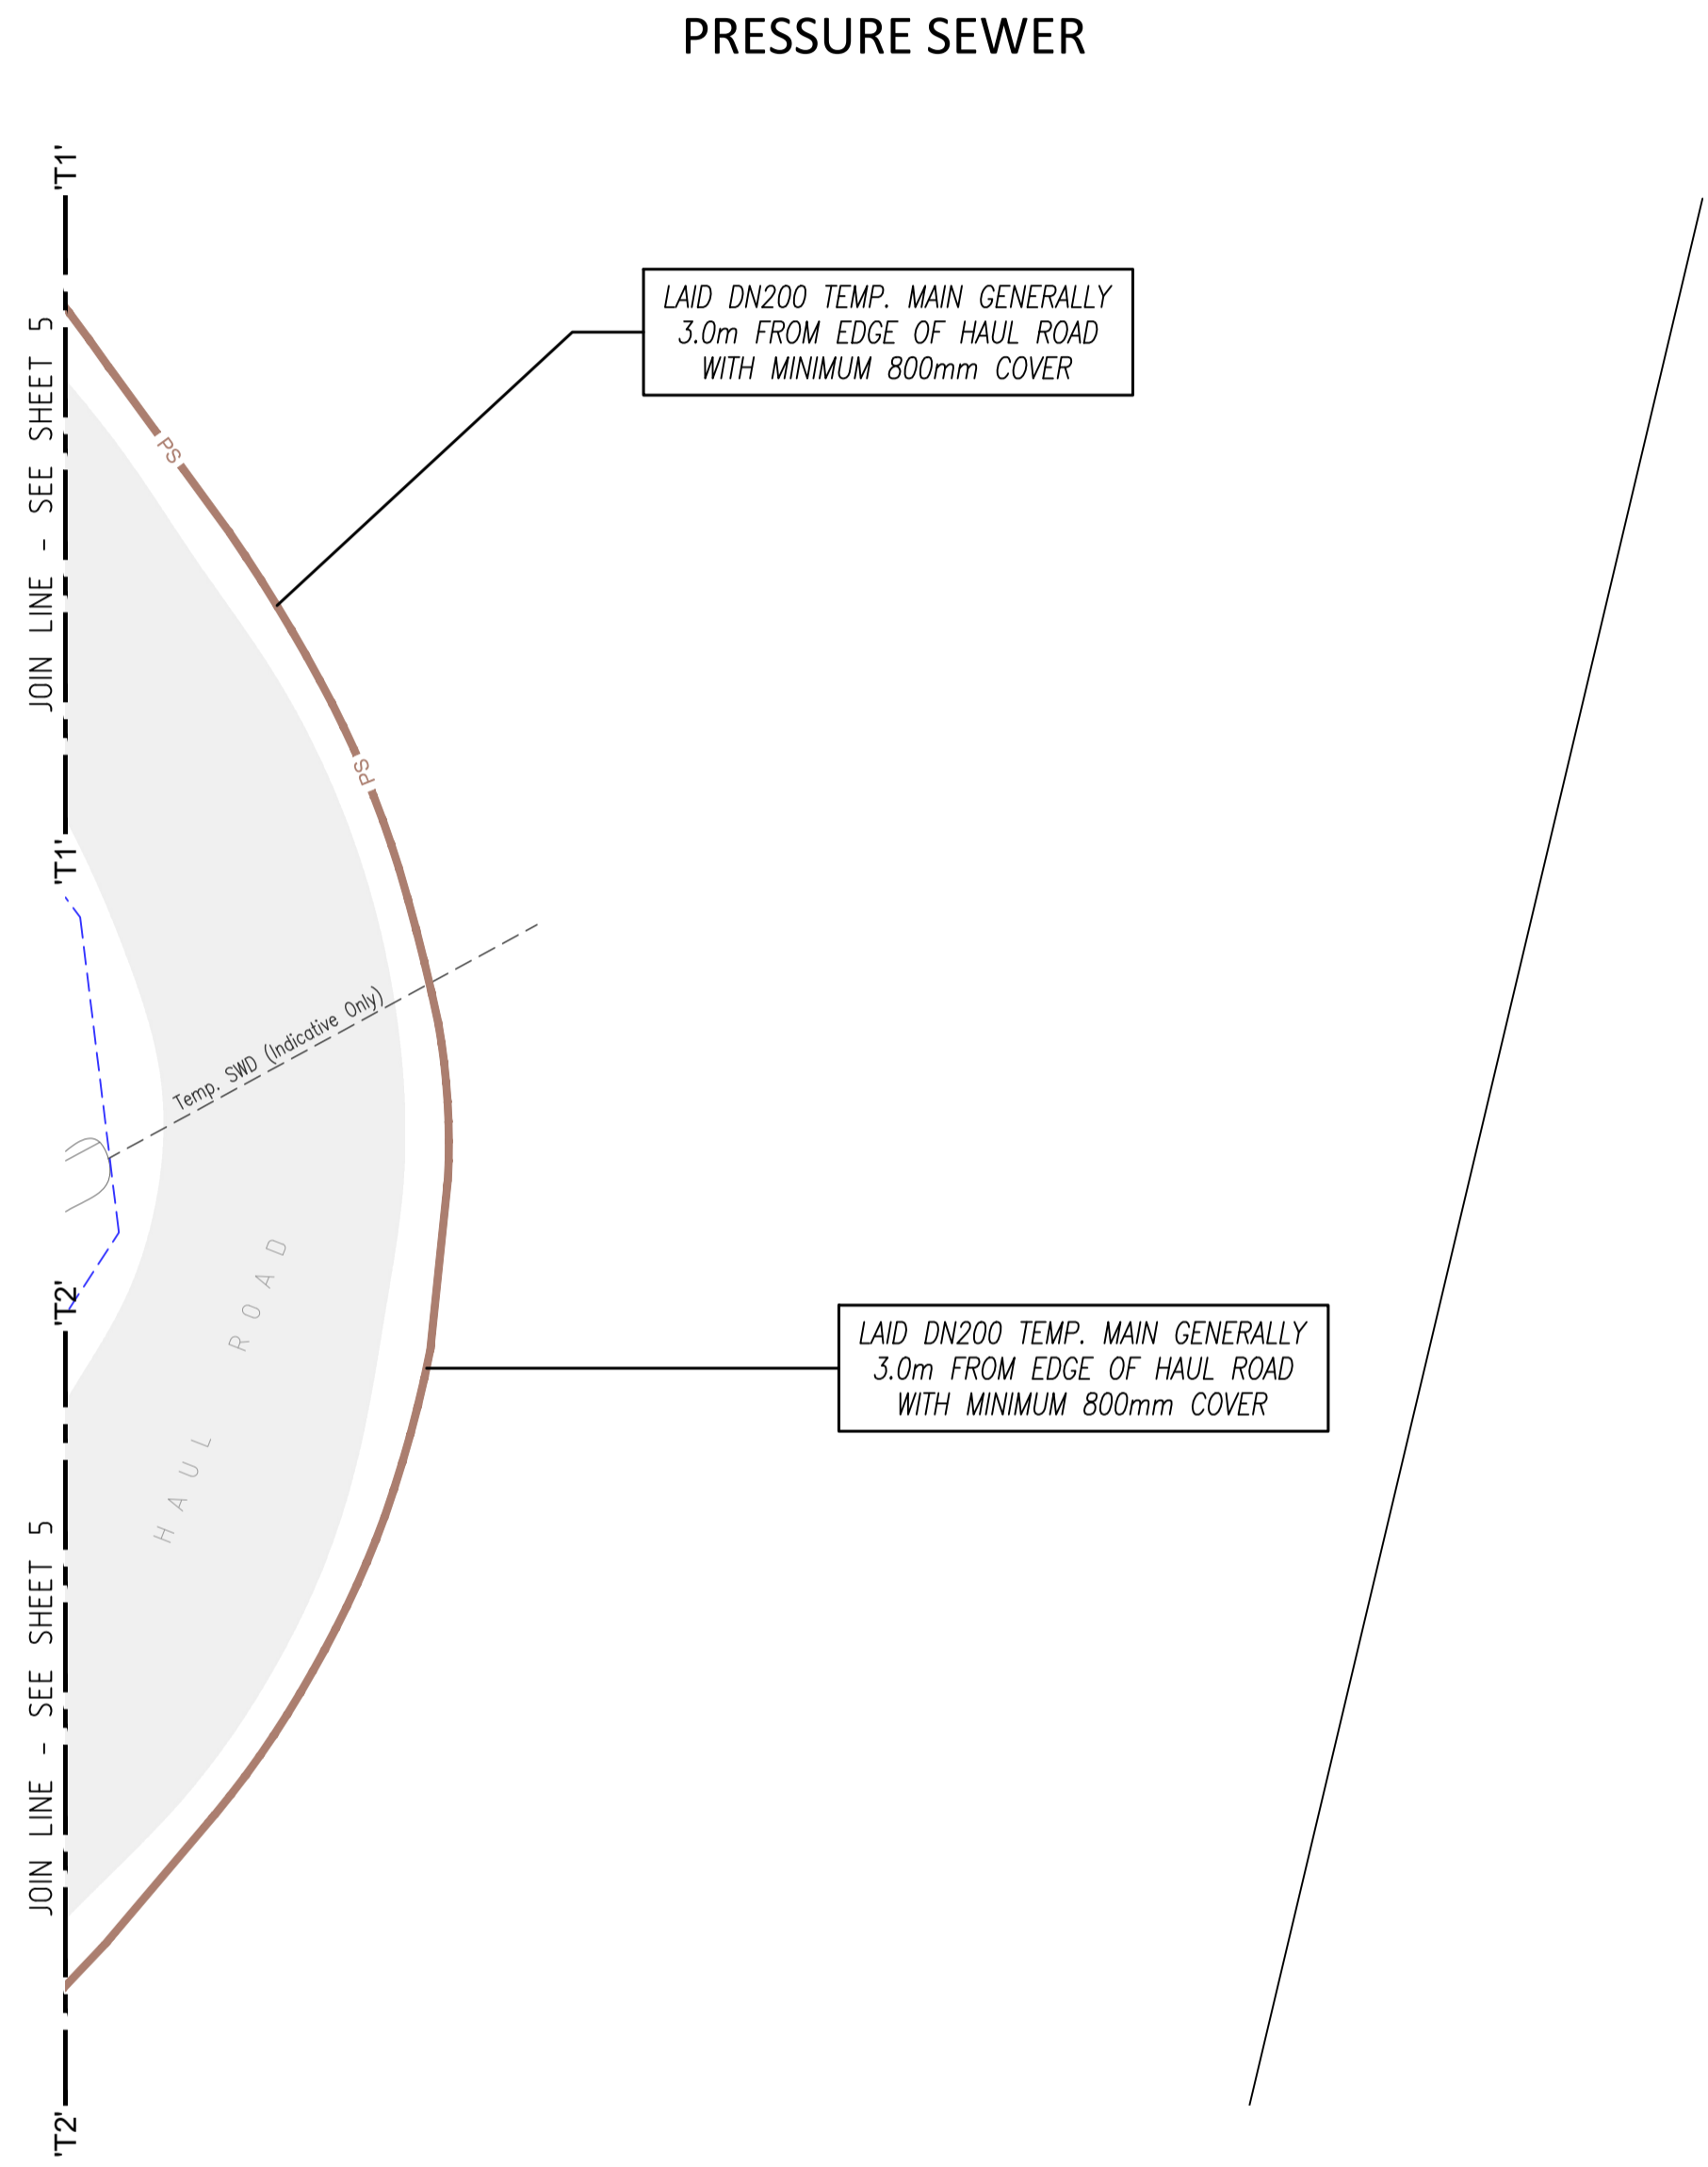 PRESSURE SEWER
'T1'
JOIN LINE - SEE SHEET 5
LAID DN200 TEMP. MAIN GENERALLY
3.0m FROM EDGE OF HAUL ROAD
WITH MINIMUM 800mm COVER
PS
PS
'T1'
Temp. SWD (Indicative Only)
'T2'
HAUL ROAD
LAID DN200 TEMP. MAIN GENERALLY
3.0m FROM EDGE OF HAUL ROAD
WITH MINIMUM 800mm COVER
JOIN LINE - SEE SHEET 5
'T2'